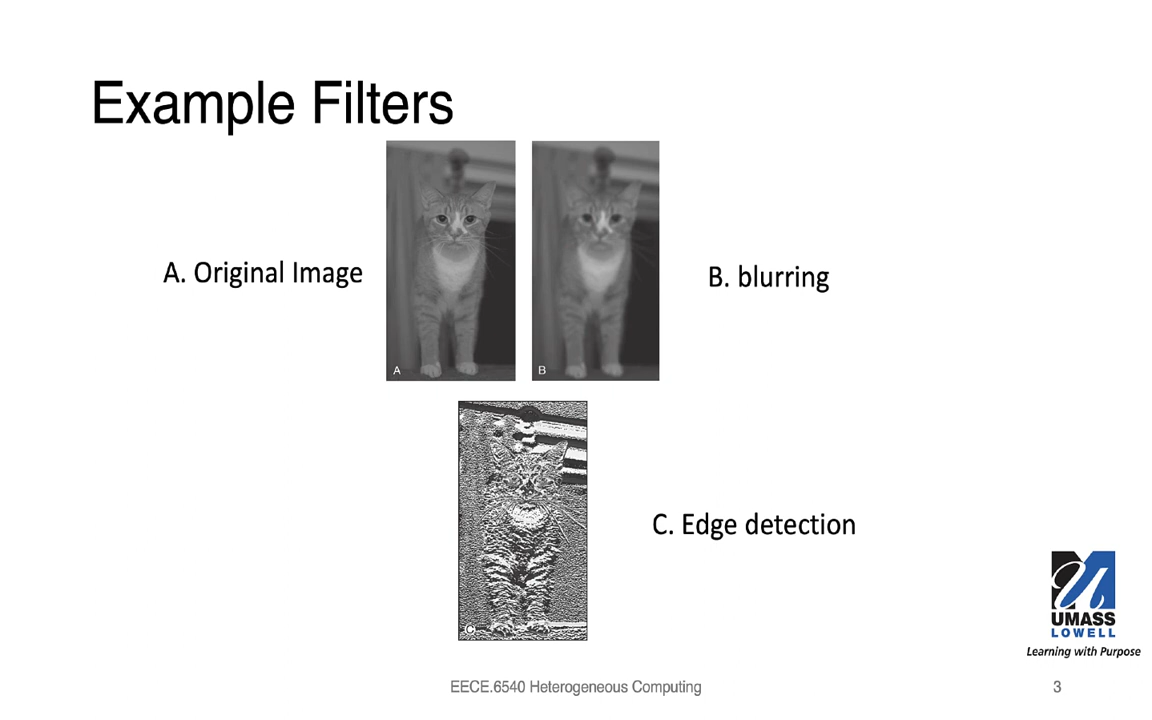 Example Filters
A. Original Image
A
B
B. blurring
C
C. Edge detection
UMASS
LOWELL
Learning with Purpose
EECE.6540 Heterogeneous Computing
3